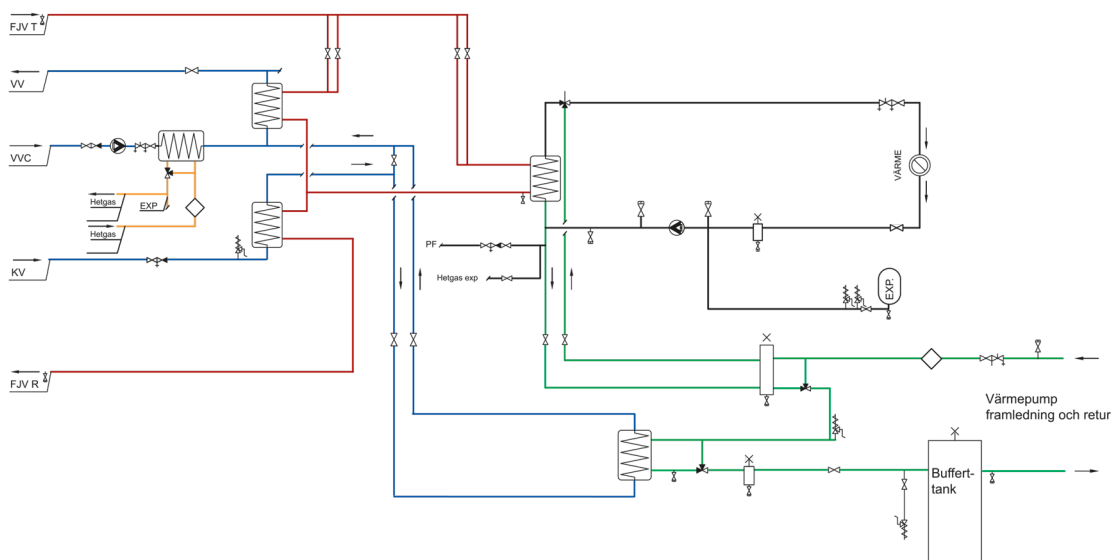 FJV T
VV
VVC
Hetgas
EXP
Hetgas
KV
FJV R
VÄRME
PF
Hetgas exp
EXP.
Värmepump
framledning och retur
Buffert-
tank